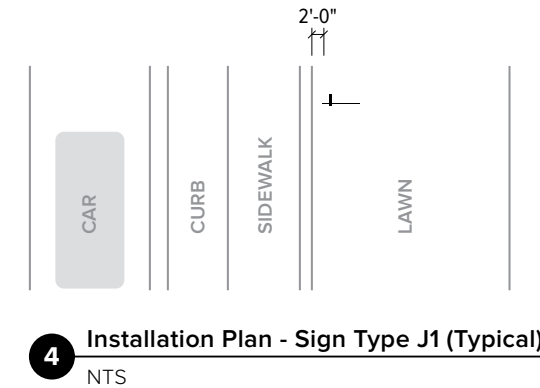 2'-0"
CAR
CURB
SIDEWALK
LAWN
4
Installation Plan - Sign Type J1 (Typical)
NTS